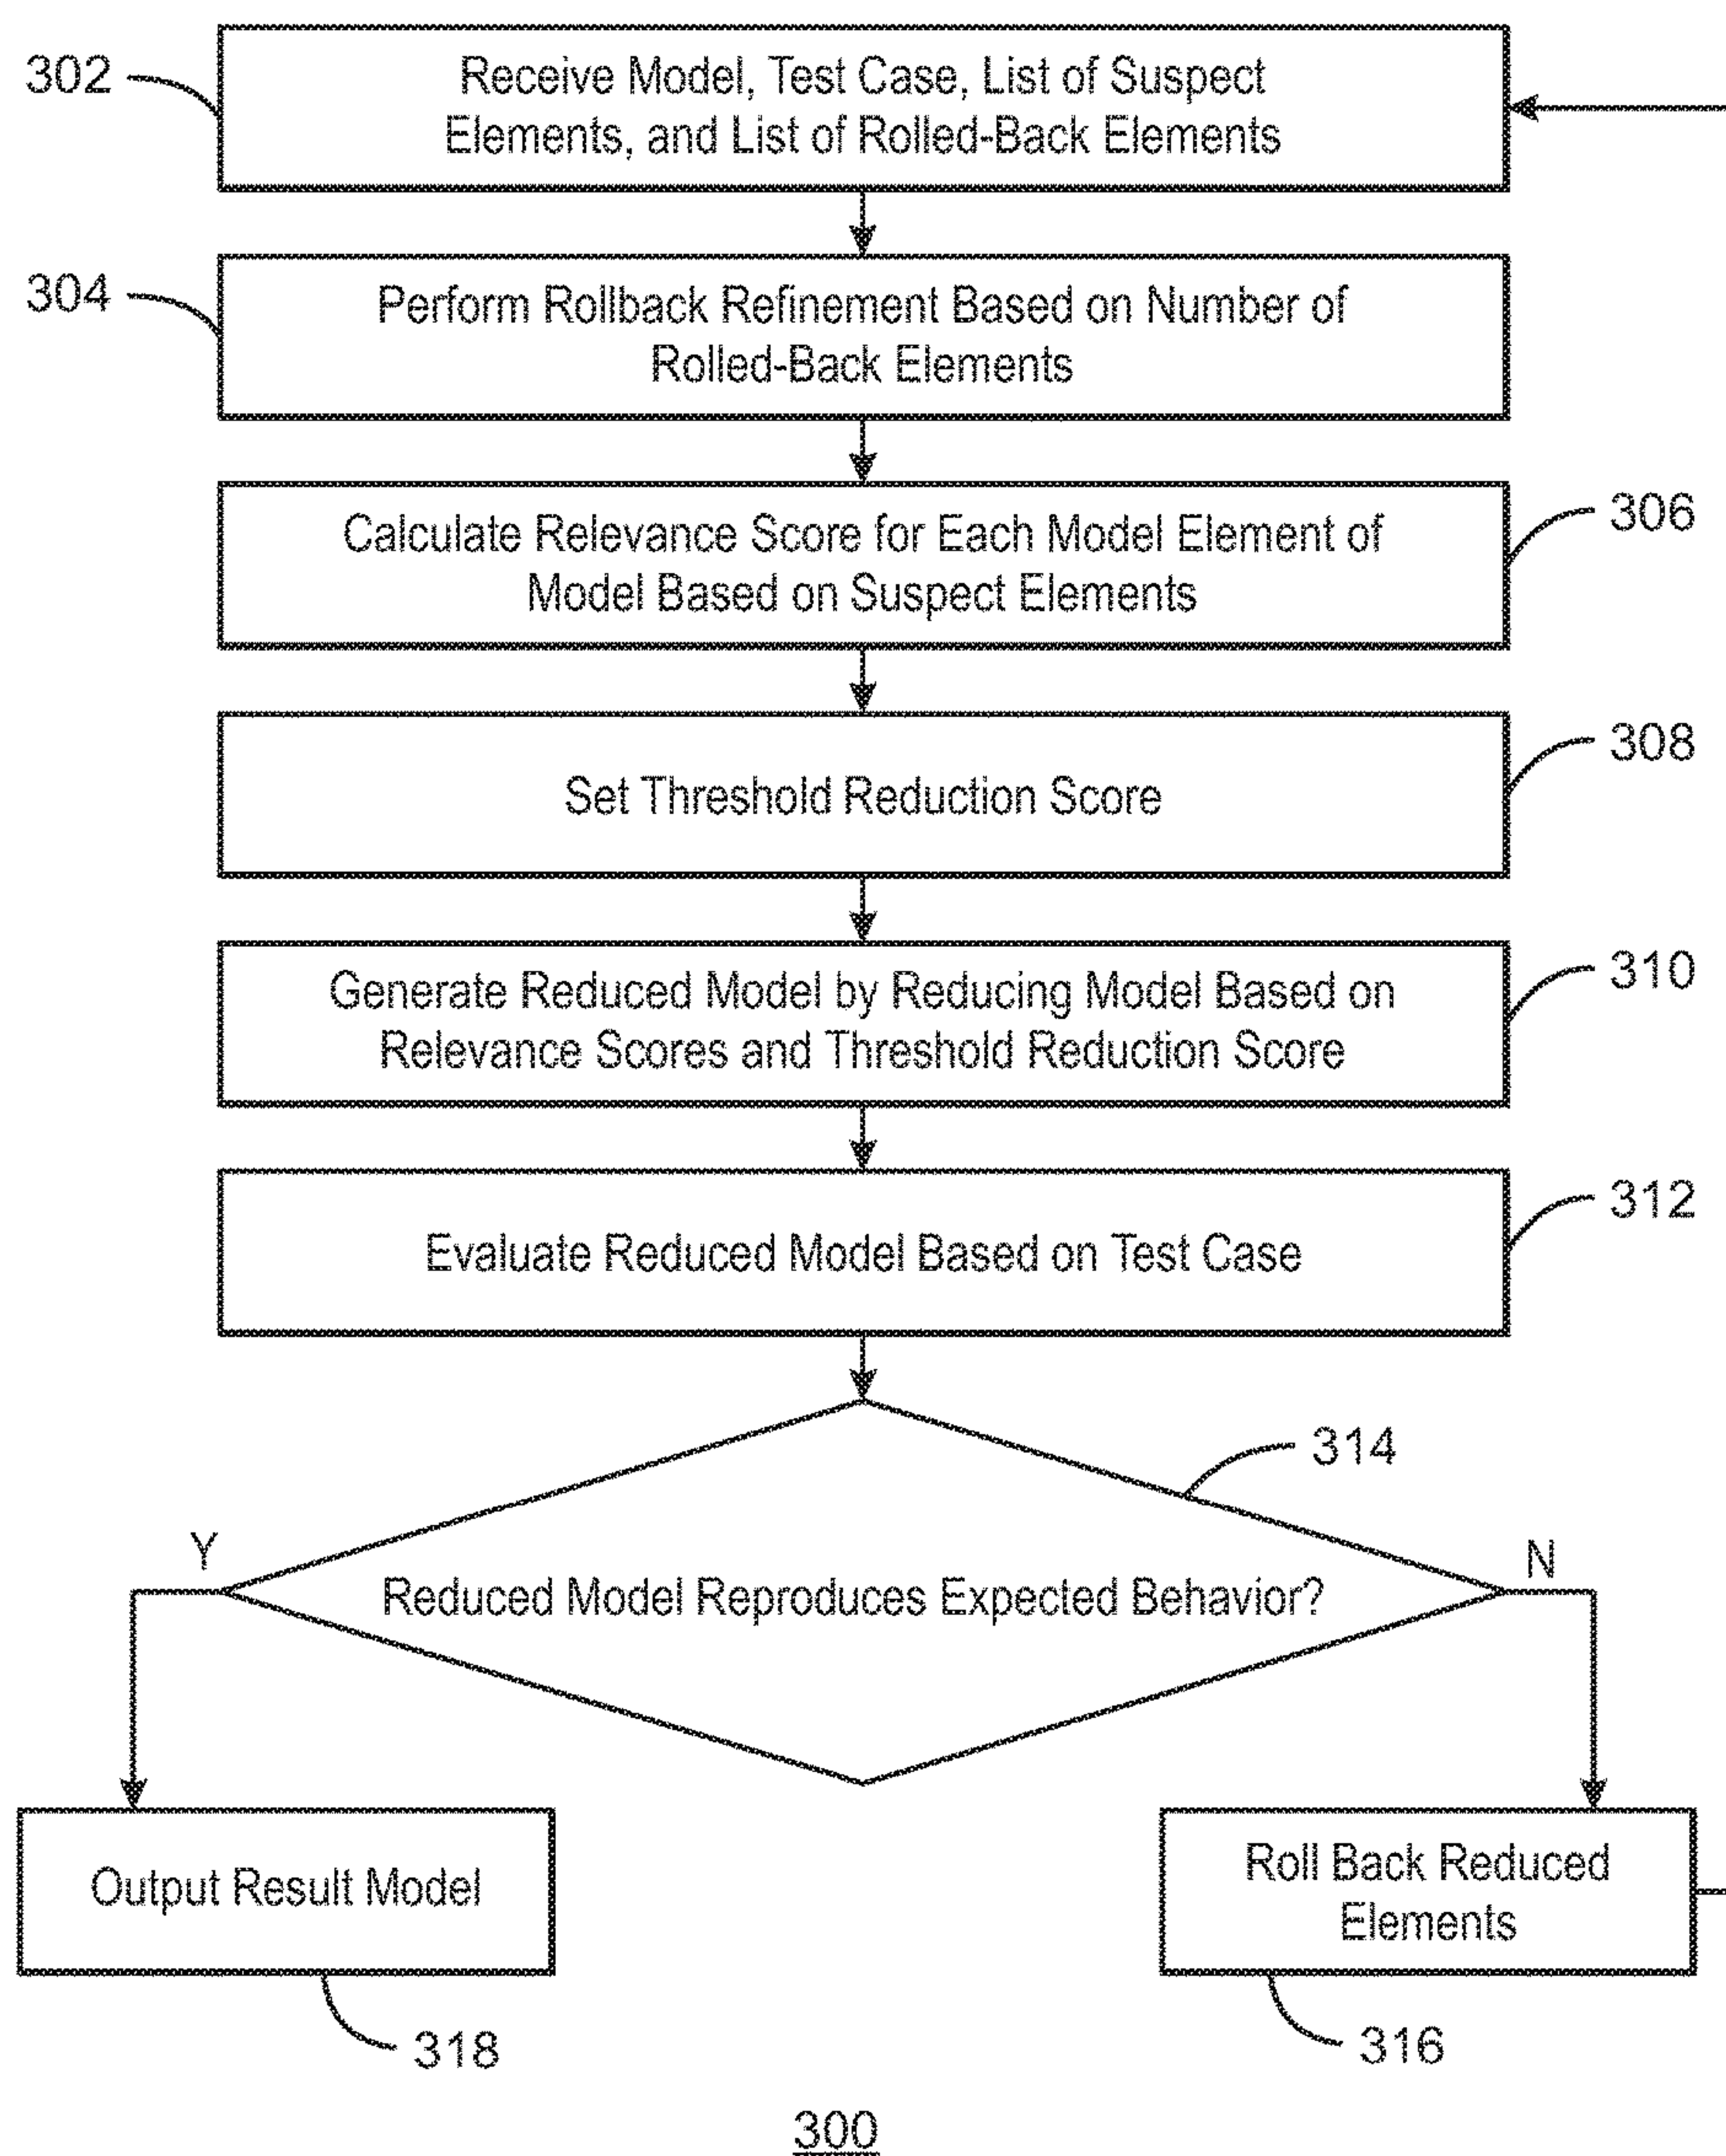 302
Receive Model, Test Case, List of Suspect
Elements, and List of Rolled-Back Elements
304
Perform Rollback Refinement Based on Number of
Rolled-Back Elements
306
Calculate Relevance Score for Each Model Element of
Model Based on Suspect Elements
308
Set Threshold Reduction Score
310
Generate Reduced Model by Reducing Model Based on
Relevance Scores and Threshold Reduction Score
312
Evaluate Reduced Model Based on Test Case
314
Y
N
Reduced Model Reproduces Expected Behavior?
Output Result Model
Roll Back Reduced
Elements
318
316
300